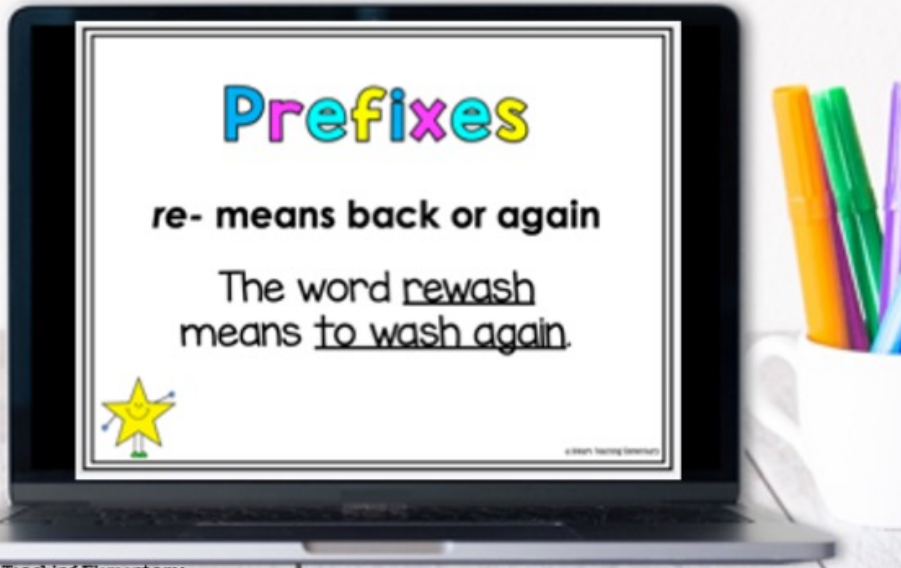 Prefixes
re- means back or again
The word rewash
means to wash again.